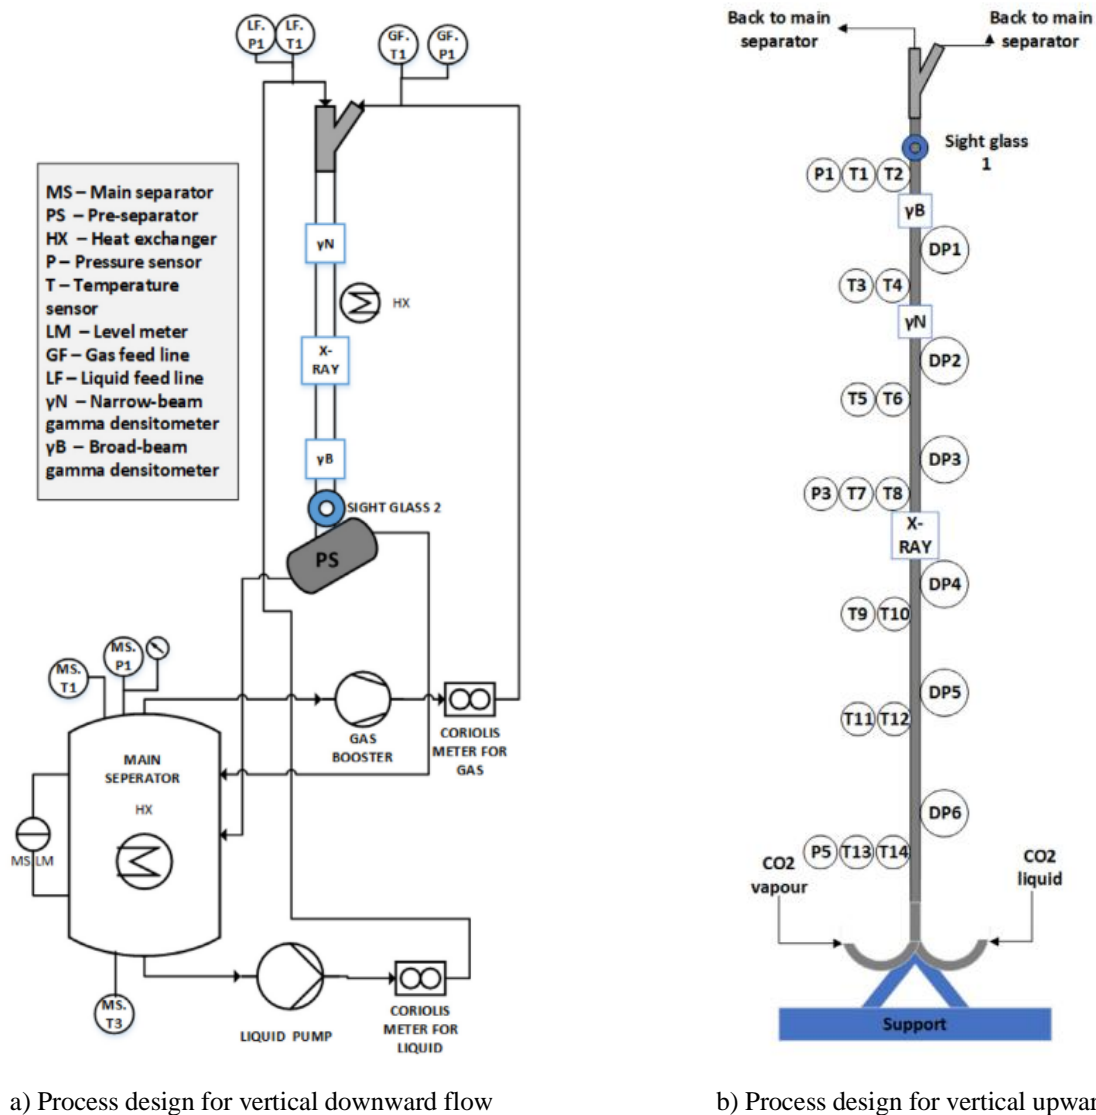 LF.
P1
LF.
T1
GF.
T1
GF.
P1
MS – Main separator
PS – Pre-separator
HX – Heat exchanger
P – Pressure sensor
T – Temperature
sensor
LM – Level meter
GF – Gas feed line
LF – Liquid feed line
γN – Narrow-beam
gamma densitometer
γB – Broad-beam
gamma densitometer
γN
HX
X-
RAY
γB
SIGHT GLASS 2
PS
MS.
T1
MS.
P1
MAIN
SEPERATOR
HX
MS LM
GAS
BOOSTER
CORIOLIS
METER FOR
GAS
MS.
T3
LIQUID PUMP
CORIOLIS
METER FOR
LIQUID
a) Process design for vertical downward flow
Back to main
separator
Back to main
separator
Sight glass
1
P1 T1 T2
γB
DP1
T3 T4
γN
DP2
T5 T6
DP3
P3 T7 T8
X-
RAY
DP4
T9 T10
DP5
T11 T12
DP6
P5 T13 T14
CO2
vapour
CO2
liquid
Support
b) Process design for vertical upwar